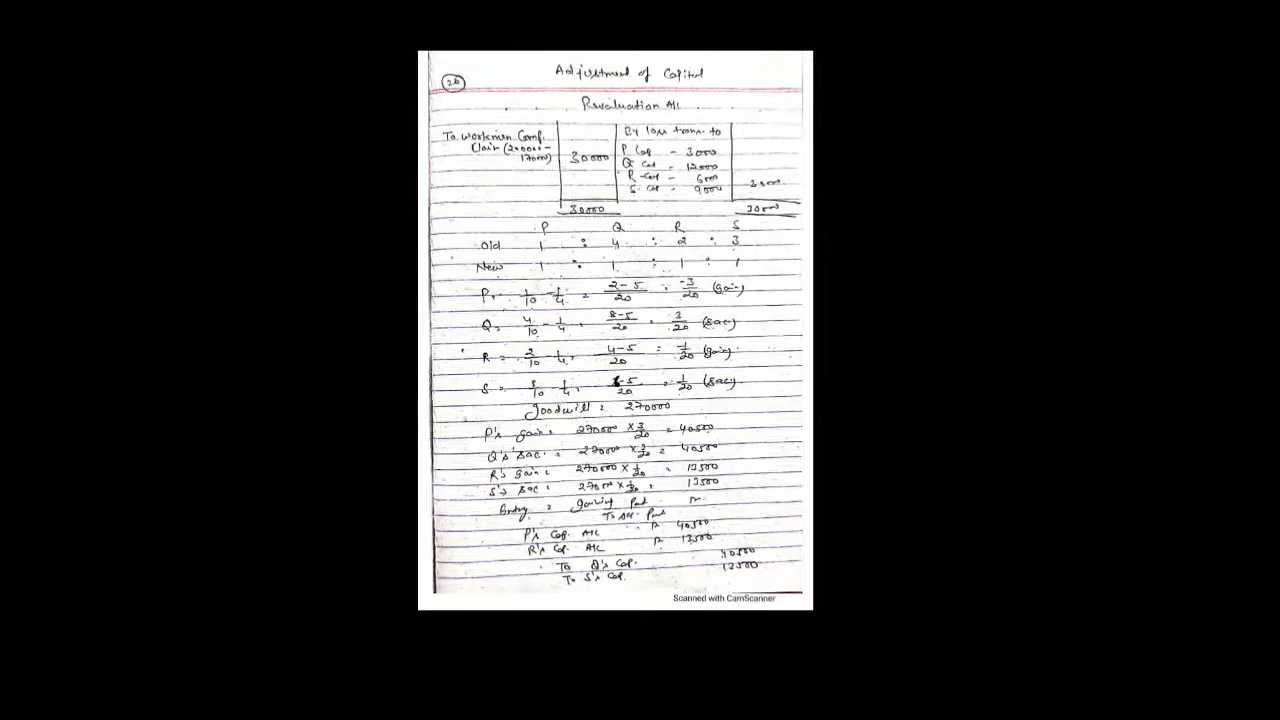 26
Adjustment of Capital
Revaluation A/c
To workmen Comp. Claim (200000 - 170000) 30000
By loss trans. to
P Cap - 3000
Q Cap - 12000
R Cap - 6000
S Cap - 9000 30000
30000 30000
P Q R S
Old 1 : 4 : 2 : 3
New 1 : 1 : 1 : 1
P = 1/10 - 1/4 = 2-5/20 = -3/20 (gain)
Q = 4/10 - 1/4 = 8-5/20 = 3/20 (Sac)
R = 2/10 - 1/4 = 4-5/20 = -1/20 (gain)
S = 3/10 - 1/4 = 6-5/20 = 1/20 (Sac)
Goodwill = 270000
P's gain = 270000 × 3/20 = 40500
Q's Sac. = 270000 × 3/20 = 40500
R's gain = 270000 × 1/20 = 13500
S's Sac = 270000 × 1/20 = 13500
Entry = gaining Part Dr
To Sac. Part
P's Cap. A/c Dr 40500
R's Cap. A/c Dr 13500
To Q's Cap. 40500
To S's Cap. 13500
Scanned with CamScanner